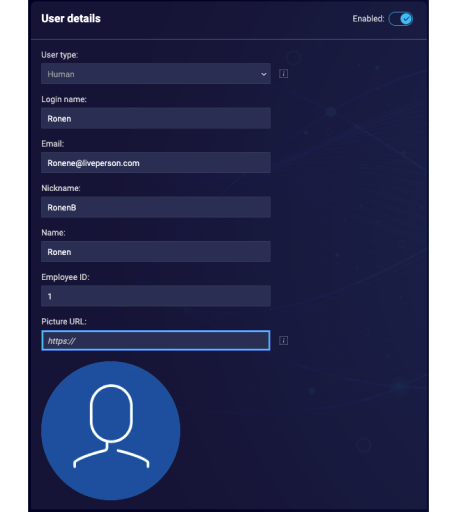 User details
Enabled:
User type:
Human
i
Login name:
Ronen
Email:
Ronene@liveperson.com
Nickname:
RonenB
Name:
Ronen
Employee ID:
1
Picture URL:
https://
i